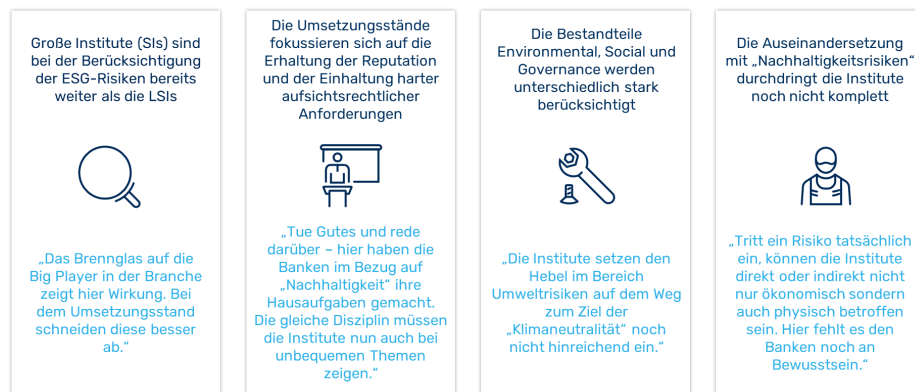 Große Institute (SIs) sind
bei der Berücksichtigung
der ESG-Risiken bereits
weiter als die LSIs
„Das Brennglas auf die
Big Player in der Branche
zeigt hier Wirkung. Bei
dem Umsetzungsstand
schneiden diese besser
ab.“
Die Umsetzungsstände
fokussieren sich auf die
Erhaltung der Reputation
und der Einhaltung harter
aufsichtsrechtlicher
Anforderungen
„Tue Gutes und rede
darüber – hier haben die
Banken im Bezug auf
„Nachhaltigkeit“ ihre
Hausaufgaben gemacht.
Die gleiche Disziplin müssen
die Institute nun auch bei
unbequemen Themen
zeigen.“
Die Bestandteile
Environmental, Social und
Governance werden
unterschiedlich stark
berücksichtigt
„Die Institute setzen den
Hebel im Bereich
Umweltrisiken auf dem Weg
zum Ziel der
„Klimaneutralität“ noch
nicht hinreichend ein.“
Die Auseinandersetzung
mit „Nachhaltigkeitsrisiken“
durchdringt die Institute
noch nicht komplett
„Tritt ein Risiko tatsächlich
ein, können die Institute
direkt oder indirekt nicht
nur ökonomisch sondern
auch physisch betroffen
sein. Hier fehlt es den
Banken noch an
Bewusstsein.“